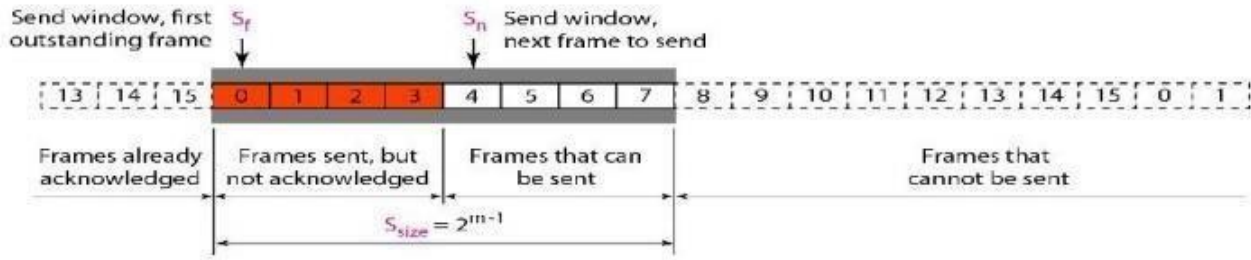 Send window, first
outstanding frame
Sf
Sn
Send window,
next frame to send
13 14 15 0 1 2 3 4 5 6 7 8 9 10 11 12 13 14 15 0 1
Frames already
acknowledged
Frames sent, but
not acknowledged
Frames that can
be sent
Frames that
cannot be sent
Ssize = 2^m-1